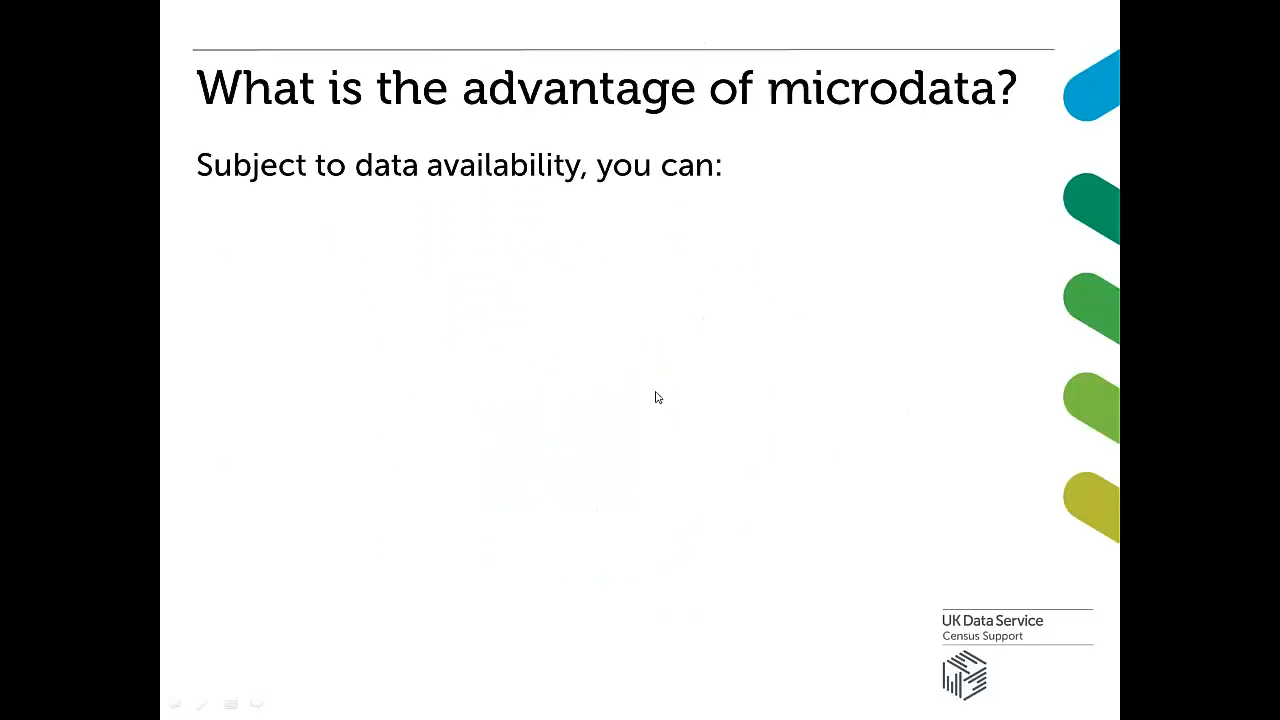 What is the advantage of microdata?
Subject to data availability, you can:
UK Data Service
Census Support